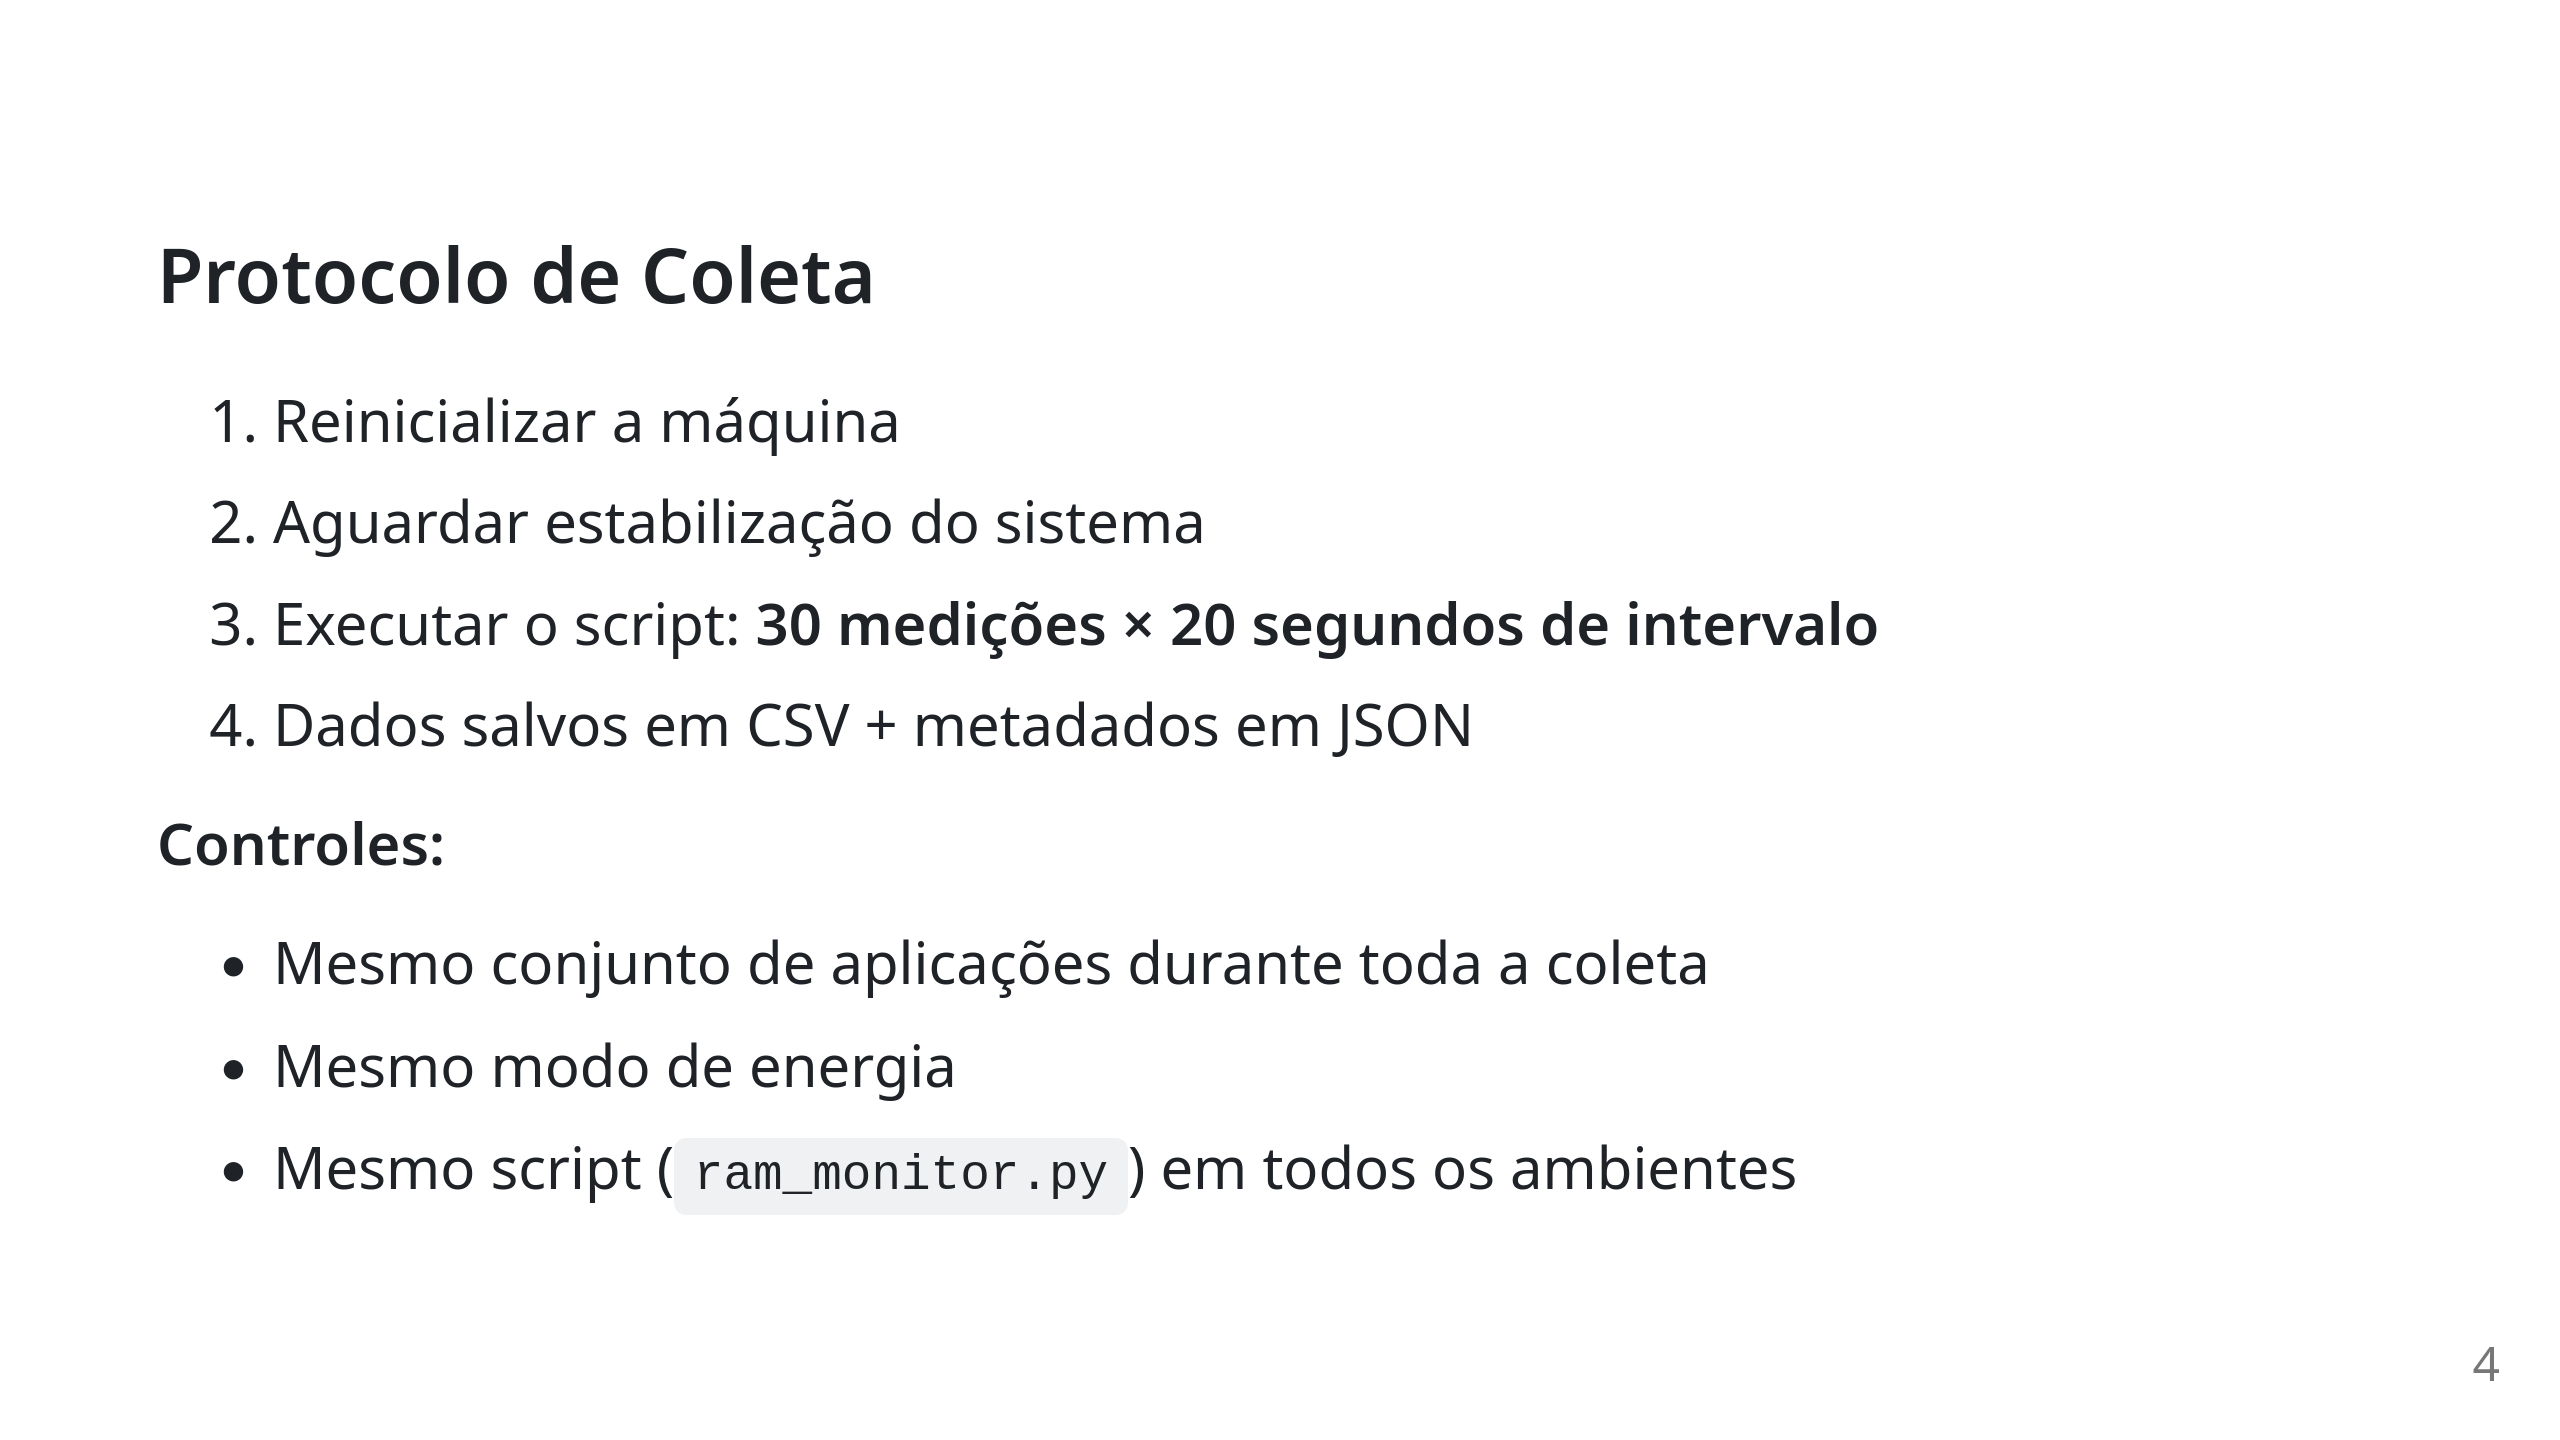 Protocolo de Coleta
1. Reinicializar a máquina
2. Aguardar estabilização do sistema
3. Executar o script: 30 medições × 20 segundos de intervalo
4. Dados salvos em CSV + metadados em JSON
Controles:
• Mesmo conjunto de aplicações durante toda a coleta
• Mesmo modo de energia
• Mesmo script ( ram_monitor.py ) em todos os ambientes
4